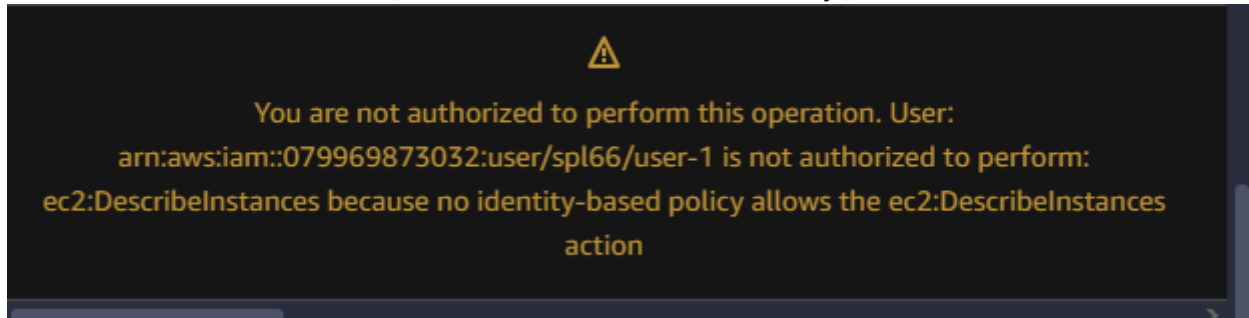 You are not authorized to perform this operation. User:
arn:aws:iam::079969873032:user/spl66/user-1 is not authorized to perform:
ec2:DescribeInstances because no identity-based policy allows the ec2:DescribeInstances
action